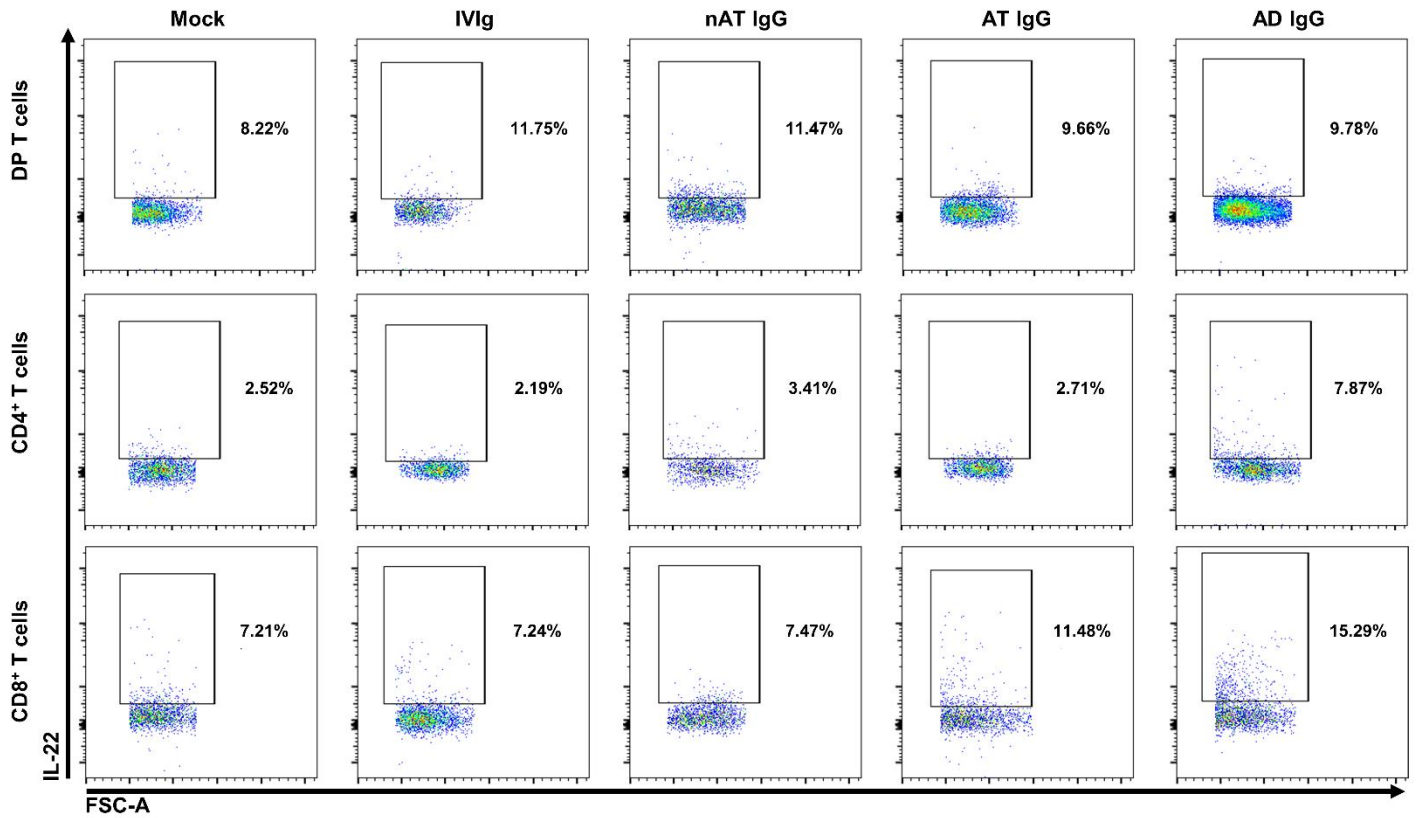 Mock IVIg nAT IgG AT IgG AD IgG
DP T cells
8.22% 11.75% 11.47% 9.66% 9.78%
CD4⁺ T cells
2.52% 2.19% 3.41% 2.71% 7.87%
CD8⁺ T cells
7.21% 7.24% 7.47% 11.48% 15.29%
IL-22
FSC-A